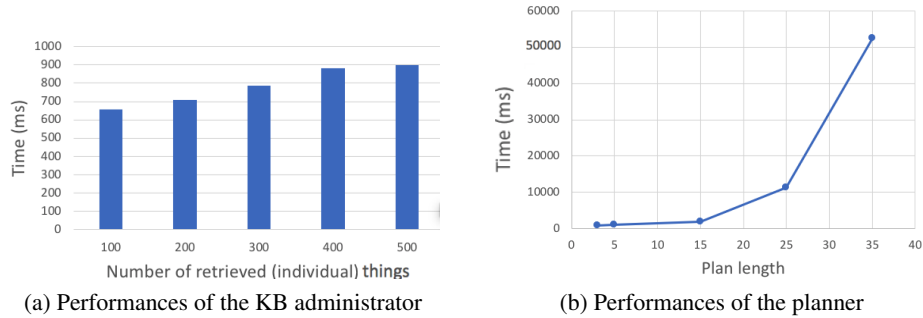 1000
900
800
700
600
500
400
300
200
100
0
Time (ms)
100 200 300 400 500
Number of retrieved (individual) things
(a) Performances of the KB administrator
60000
50000
40000
30000
20000
10000
0
Time (ms)
0 5 10 15 20 25 30 35 40
Plan length
(b) Performances of the planner